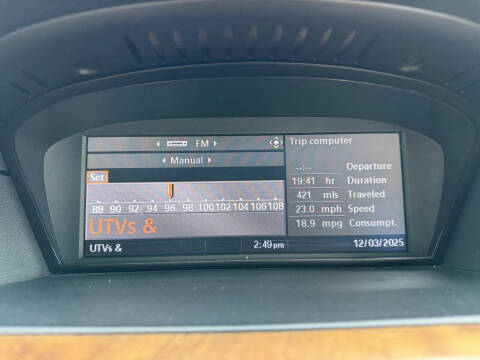 FM
Trip computer
Manual
--:-- Departure
Set
19:41 hr Duration
421 mls Traveled
88 90 92 94 96 98 100 102 104 106 108
23.0 mph Speed
UTVs &
18.9 mpg Consumpt.
UTVs & 2:49 pm 12/03/2025